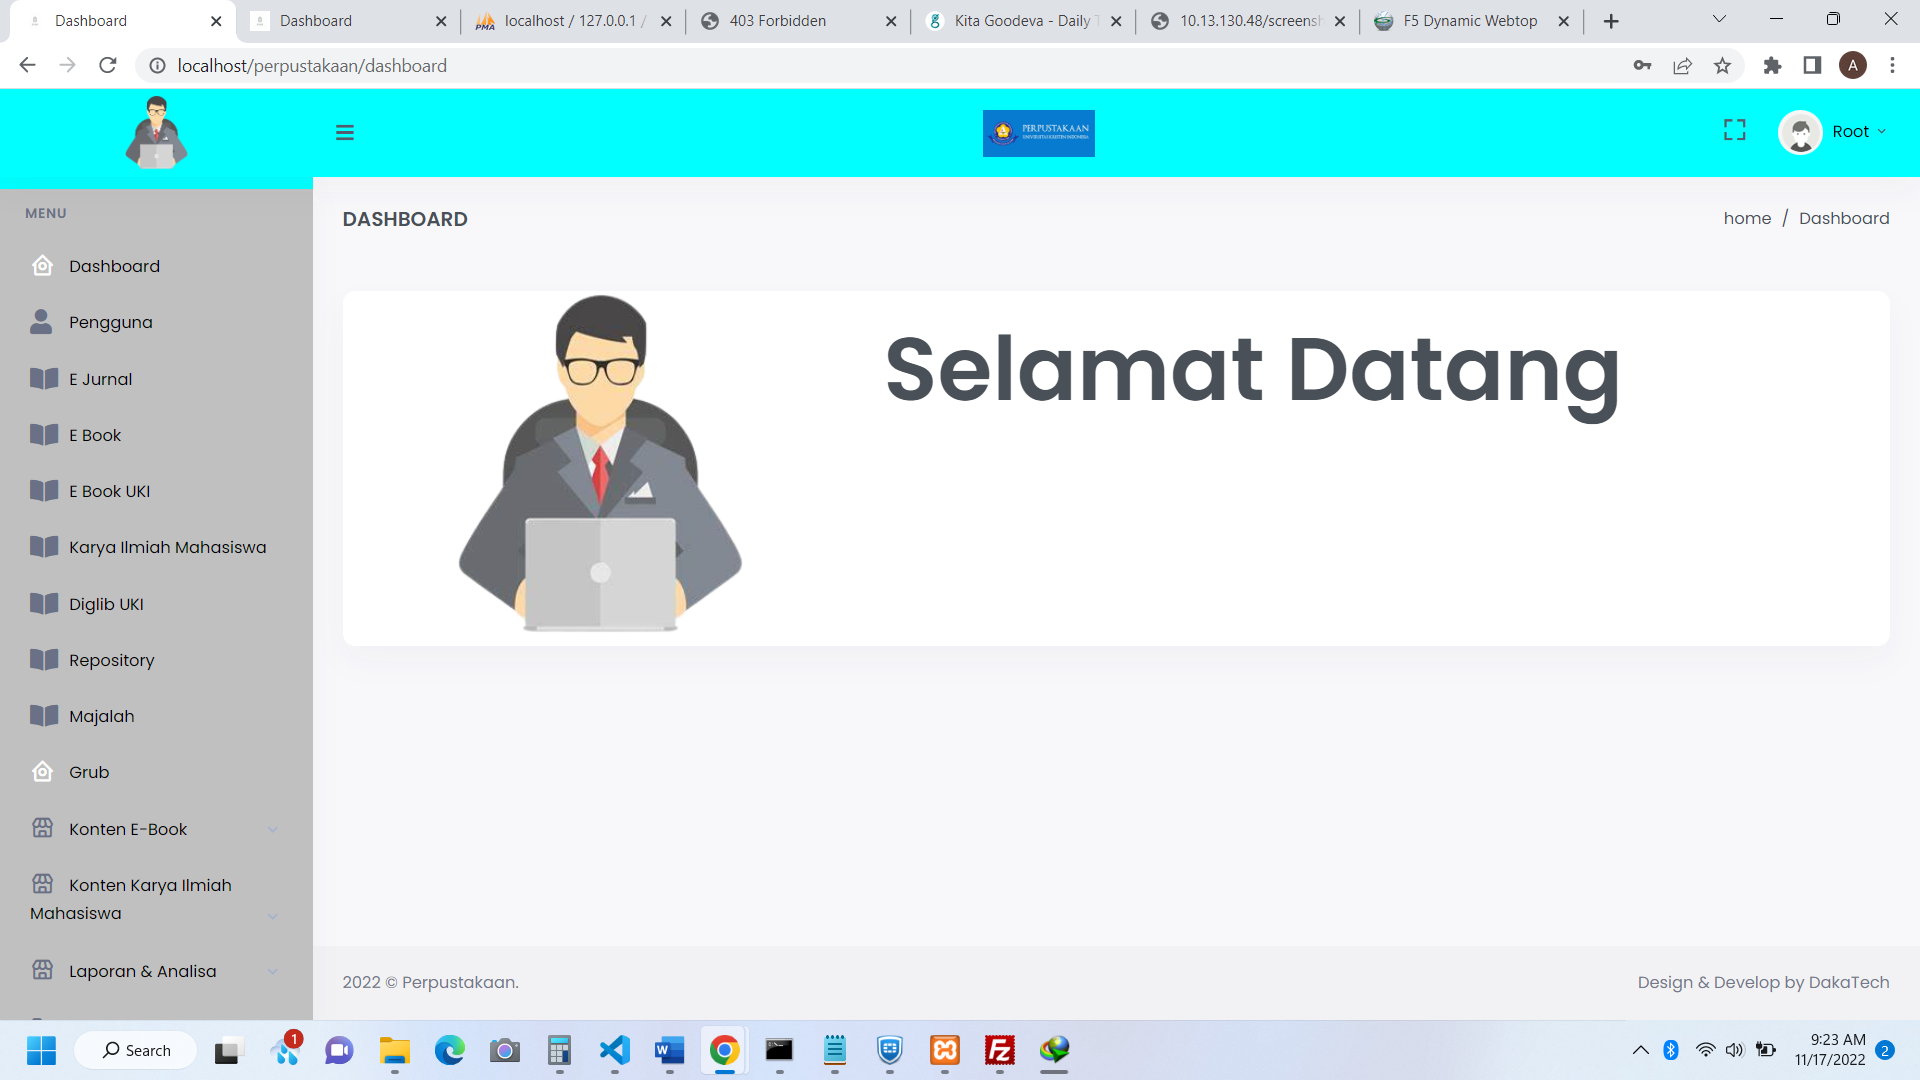 Dashboard
Dashboard
localhost / 127.0.0.1 /
403 Forbidden
Kita Goodeva - Daily
10.13.130.48/screensh
F5 Dynamic Webtop
localhost/perpustakaan/dashboard
A
PERPUSTAKAAN
UNIVERSITAS KRISTEN INDONESIA
Root
MENU
DASHBOARD
home / Dashboard
Dashboard
Pengguna
E Jurnal
E Book
E Book UKI
Karya Ilmiah Mahasiswa
Diglib UKI
Repository
Majalah
Grub
Konten E-Book
Konten Karya Ilmiah
Mahasiswa
Laporan & Analisa
Selamat Datang
2022 © Perpustakaan.
Design & Develop by DakaTech
Search
1
9:23 AM
11/17/2022
2